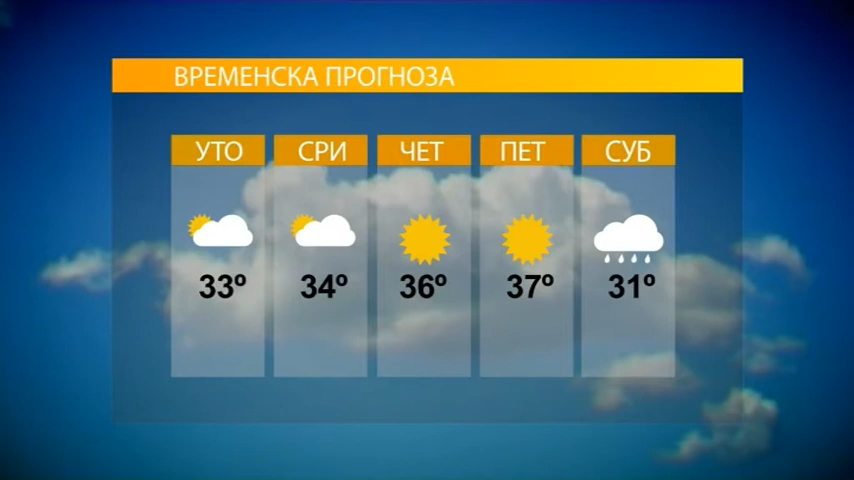 ВРЕМЕНСКА ПРОГНОЗА
УТО СРИ ЧЕТ ПЕТ СУБ
33º 34º 36º 37º 31º